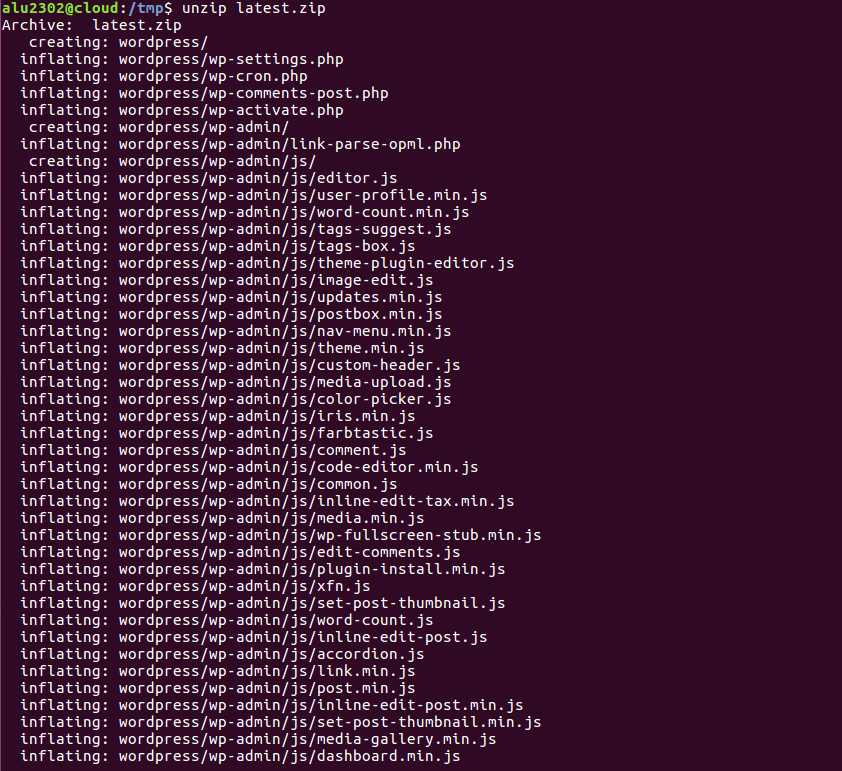 alu2302@cloud:/tmp$ unzip latest.zip
Archive:  latest.zip
   creating: wordpress/
  inflating: wordpress/wp-settings.php
  inflating: wordpress/wp-cron.php
  inflating: wordpress/wp-comments-post.php
  inflating: wordpress/wp-activate.php
   creating: wordpress/wp-admin/
  inflating: wordpress/wp-admin/link-parse-opml.php
   creating: wordpress/wp-admin/js/
  inflating: wordpress/wp-admin/js/editor.js
  inflating: wordpress/wp-admin/js/user-profile.min.js
  inflating: wordpress/wp-admin/js/word-count.min.js
  inflating: wordpress/wp-admin/js/tags-suggest.js
  inflating: wordpress/wp-admin/js/tags-box.js
  inflating: wordpress/wp-admin/js/theme-plugin-editor.js
  inflating: wordpress/wp-admin/js/image-edit.js
  inflating: wordpress/wp-admin/js/updates.min.js
  inflating: wordpress/wp-admin/js/postbox.min.js
  inflating: wordpress/wp-admin/js/nav-menu.min.js
  inflating: wordpress/wp-admin/js/theme.min.js
  inflating: wordpress/wp-admin/js/custom-header.js
  inflating: wordpress/wp-admin/js/media-upload.js
  inflating: wordpress/wp-admin/js/color-picker.js
  inflating: wordpress/wp-admin/js/iris.min.js
  inflating: wordpress/wp-admin/js/farbtastic.js
  inflating: wordpress/wp-admin/js/comment.js
  inflating: wordpress/wp-admin/js/code-editor.min.js
  inflating: wordpress/wp-admin/js/common.js
  inflating: wordpress/wp-admin/js/inline-edit-tax.min.js
  inflating: wordpress/wp-admin/js/media.min.js
  inflating: wordpress/wp-admin/js/wp-fullscreen-stub.min.js
  inflating: wordpress/wp-admin/js/edit-comments.js
  inflating: wordpress/wp-admin/js/plugin-install.min.js
  inflating: wordpress/wp-admin/js/xfn.js
  inflating: wordpress/wp-admin/js/set-post-thumbnail.js
  inflating: wordpress/wp-admin/js/word-count.js
  inflating: wordpress/wp-admin/js/inline-edit-post.js
  inflating: wordpress/wp-admin/js/accordion.js
  inflating: wordpress/wp-admin/js/link.min.js
  inflating: wordpress/wp-admin/js/post.min.js
  inflating: wordpress/wp-admin/js/inline-edit-post.min.js
  inflating: wordpress/wp-admin/js/set-post-thumbnail.min.js
  inflating: wordpress/wp-admin/js/media-gallery.min.js
  inflating: wordpress/wp-admin/js/dashboard.min.js